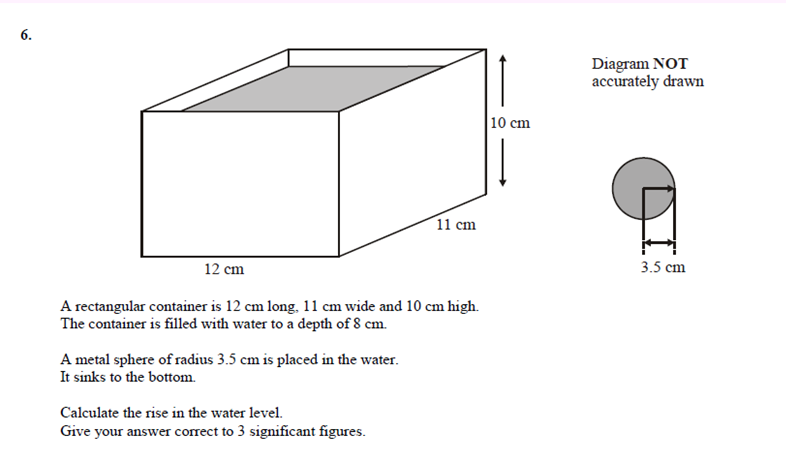 6.
Diagram NOT
accurately drawn
10 cm
11 cm
12 cm
3.5 cm
A rectangular container is 12 cm long, 11 cm wide and 10 cm high.
The container is filled with water to a depth of 8 cm.
A metal sphere of radius 3.5 cm is placed in the water.
It sinks to the bottom.
Calculate the rise in the water level.
Give your answer correct to 3 significant figures.